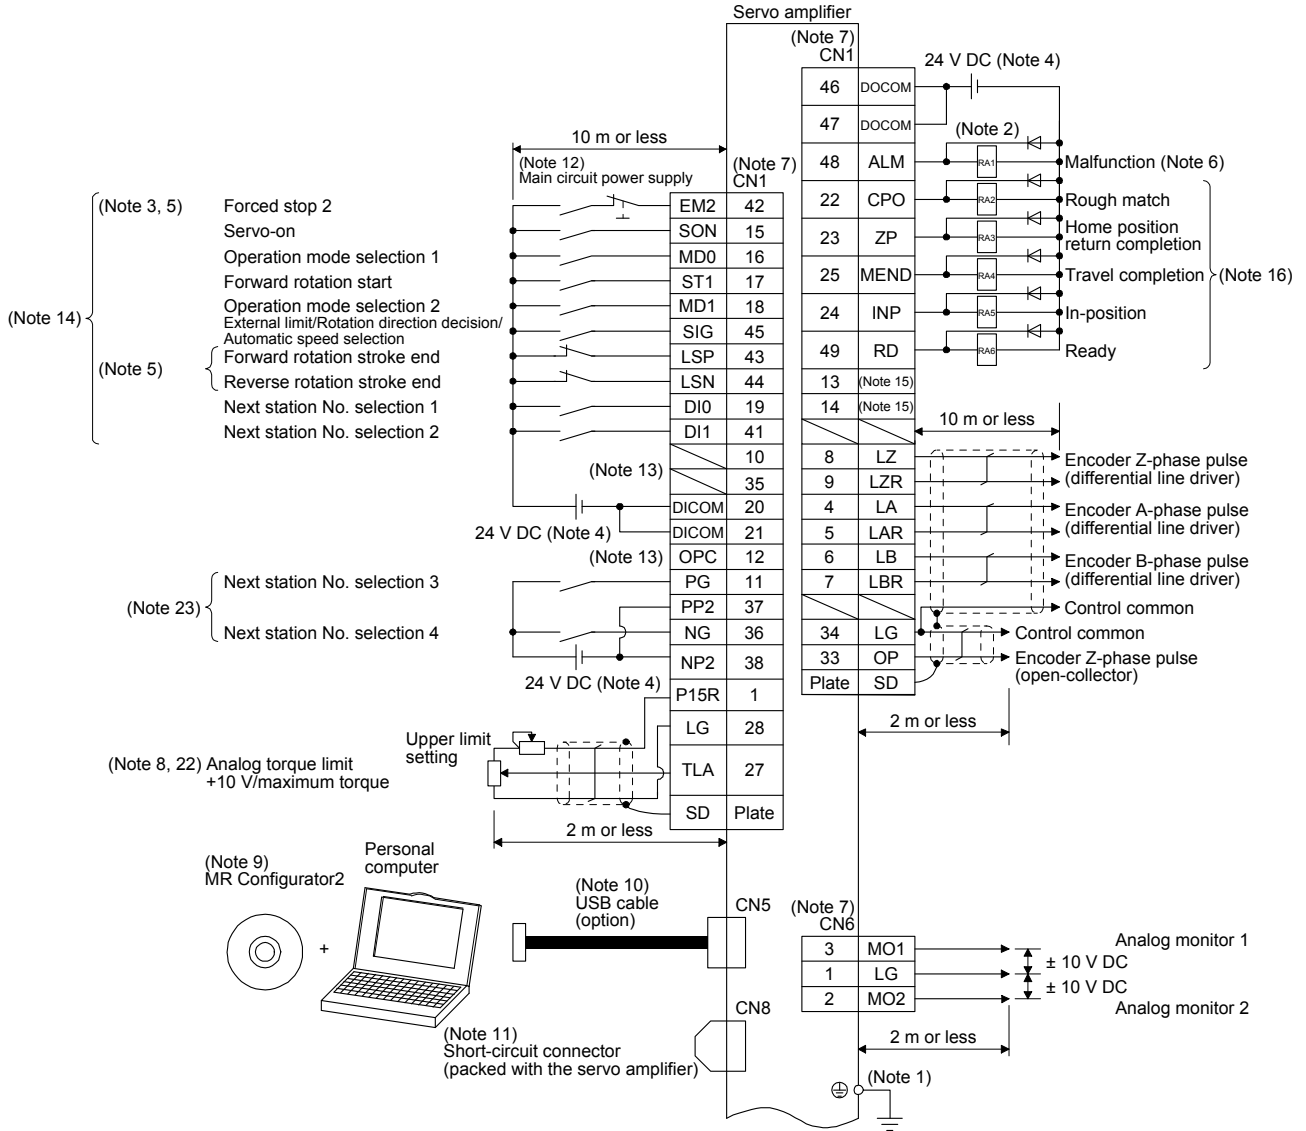 Servo amplifier
(Note 7)
CN1
24 V DC (Note 4)
46 DOCOM
47 DOCOM
(Note 2)
48 ALM RA1 Malfunction (Note 6)
22 CPO RA2 Rough match
23 ZP RA3 Home position
return completion
25 MEND RA4 Travel completion (Note 16)
24 INP RA5 In-position
49 RD RA6 Ready
13 (Note 15)
14 (Note 15)
10 m or less
8 LZ Encoder Z-phase pulse
9 LZR (differential line driver)
4 LA Encoder A-phase pulse
5 LAR (differential line driver)
6 LB Encoder B-phase pulse
7 LBR (differential line driver)
Control common
34 LG Control common
33 OP Encoder Z-phase pulse
(open-collector)
Plate SD
2 m or less
10 m or less
(Note 12)
Main circuit power supply
(Note 7)
CN1
(Note 14)
(Note 3, 5) Forced stop 2 EM2 42
Servo-on SON 15
Operation mode selection 1 MD0 16
Forward rotation start ST1 17
Operation mode selection 2 MD1 18
External limit/Rotation direction decision/
Automatic speed selection SIG 45
(Note 5)
Forward rotation stroke end LSP 43
Reverse rotation stroke end LSN 44
Next station No. selection 1 DI0 19
Next station No. selection 2 DI1 41
10
(Note 13) 35
DICOM 20
24 V DC (Note 4) DICOM 21
(Note 13) OPC 12
(Note 23)
Next station No. selection 3 PG 11
PP2 37
Next station No. selection 4 NG 36
NP2 38
24 V DC (Note 4)
P15R 1
Upper limit
setting
LG 28
(Note 8, 22) Analog torque limit
+10 V/maximum torque
TLA 27
SD Plate
2 m or less
(Note 9)
MR Configurator2
+
Personal
computer
(Note 10)
USB cable
(option)
CN5
(Note 11)
Short-circuit connector
(packed with the servo amplifier)
CN8
(Note 7)
CN6
3 MO1 Analog monitor 1
± 10 V DC
1 LG
± 10 V DC
2 MO2 Analog monitor 2
2 m or less
(Note 1)